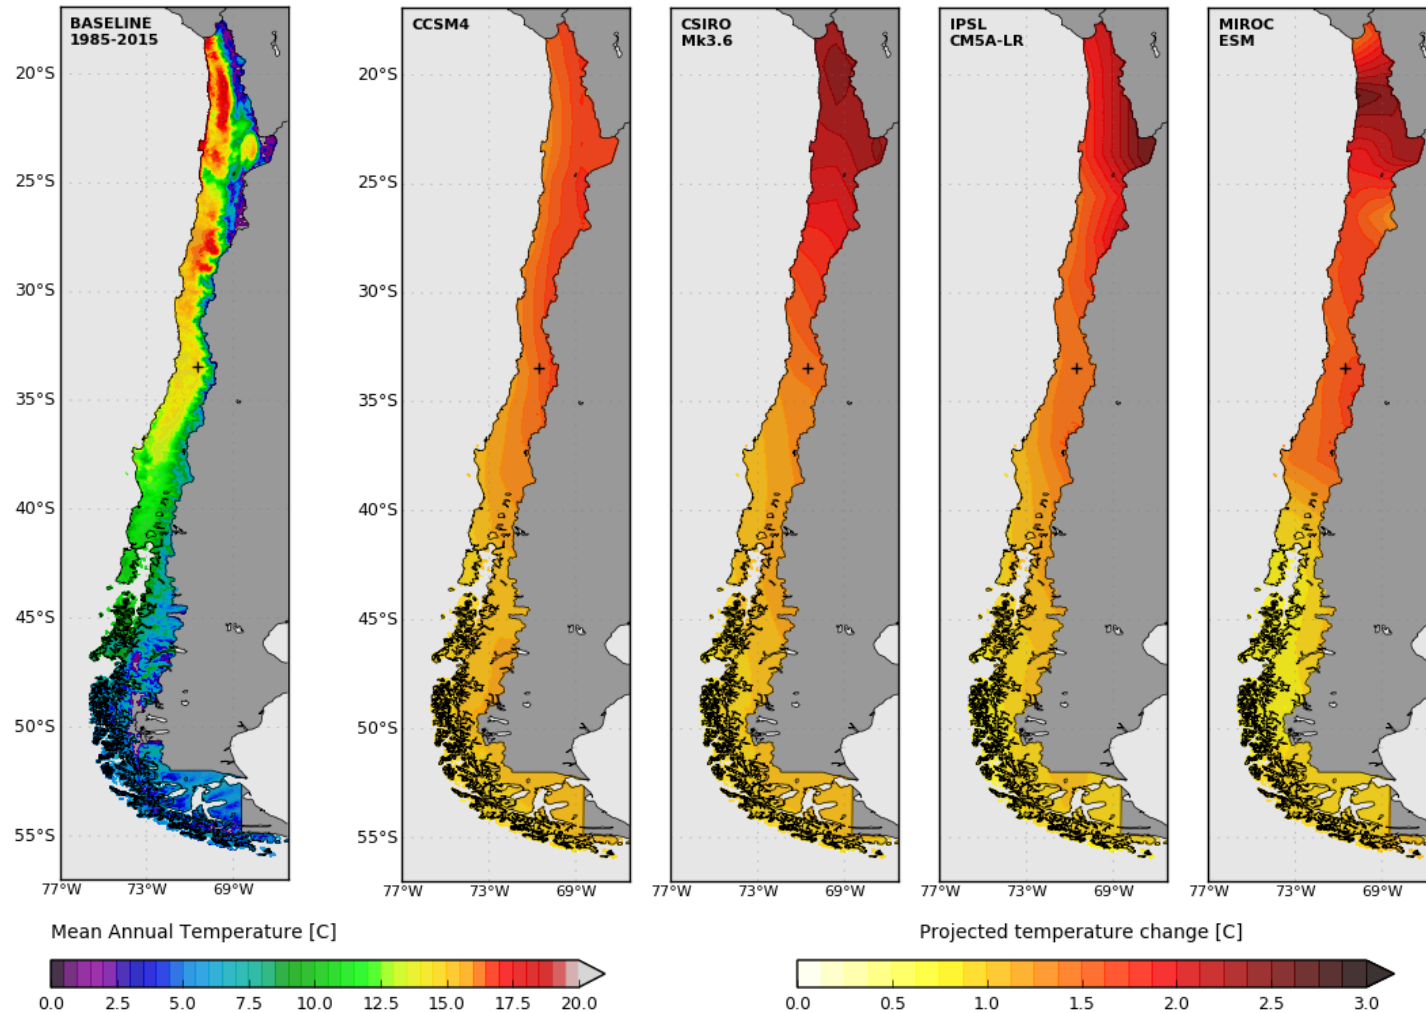 BASELINE
1985-2015
CCSM4
CSIRO
Mk3.6
IPSL
CM5A-LR
MIROC
ESM
20°S
25°S
30°S
35°S
40°S
45°S
50°S
55°S
20°S
25°S
30°S
35°S
40°S
45°S
50°S
55°S
77°W 73°W 69°W
77°W 73°W 69°W
77°W 73°W 69°W
77°W 73°W 69°W
77°W 73°W 69°W
Mean Annual Temperature [C]
0.0 2.5 5.0 7.5 10.0 12.5 15.0 17.5 20.0
Projected temperature change [C]
0.0 0.5 1.0 1.5 2.0 2.5 3.0